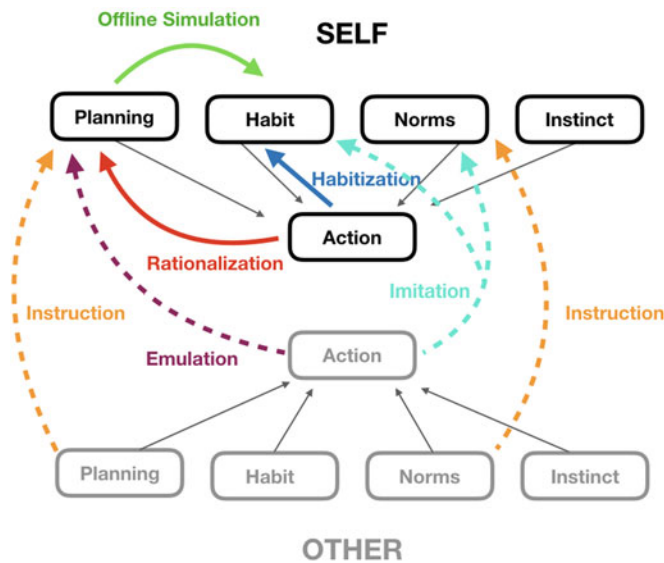 Offline Simulation
SELF
Planning
Habit
Norms
Instinct
Habitization
Action
Rationalization
Imitation
Instruction
Instruction
Emulation
Action
Planning
Habit
Norms
Instinct
OTHER